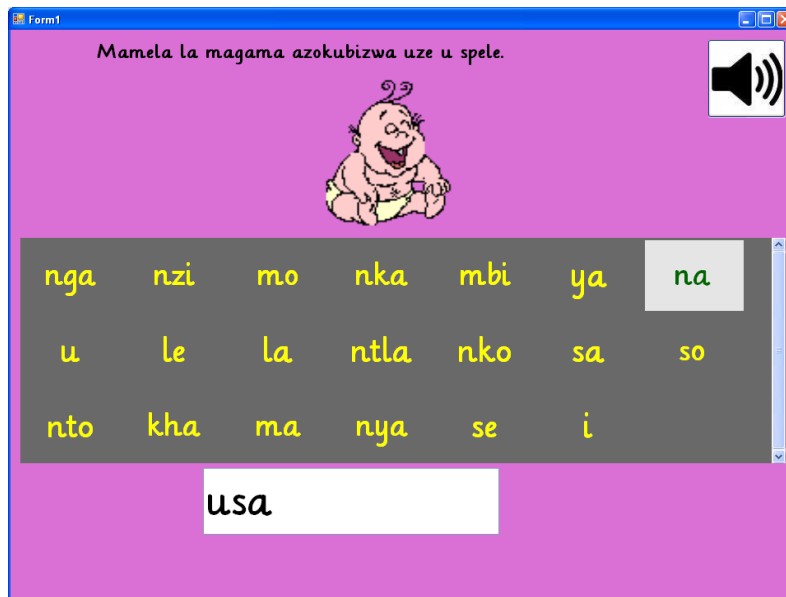 Form1
Mamela la magama azokubizwa uze u spele.
nga nzi mo nka mbi ya na
u le la ntla nko sa so
nto kha ma nya se i
usa